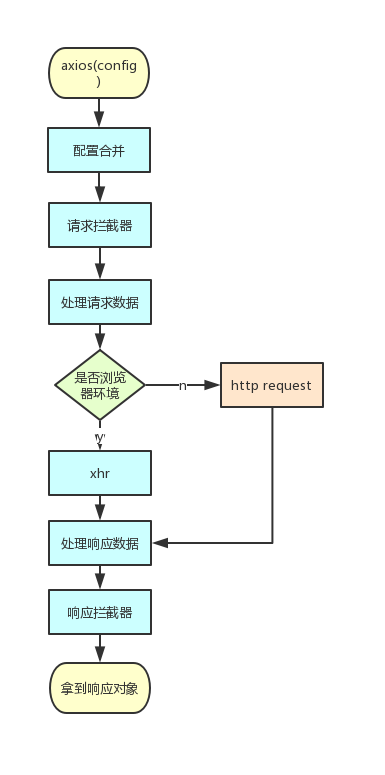 axios(config
)
配置合并
请求拦截器
处理请求数据
是否浏览
器环境
n
http request
y
xhr
处理响应数据
响应拦截器
拿到响应对象